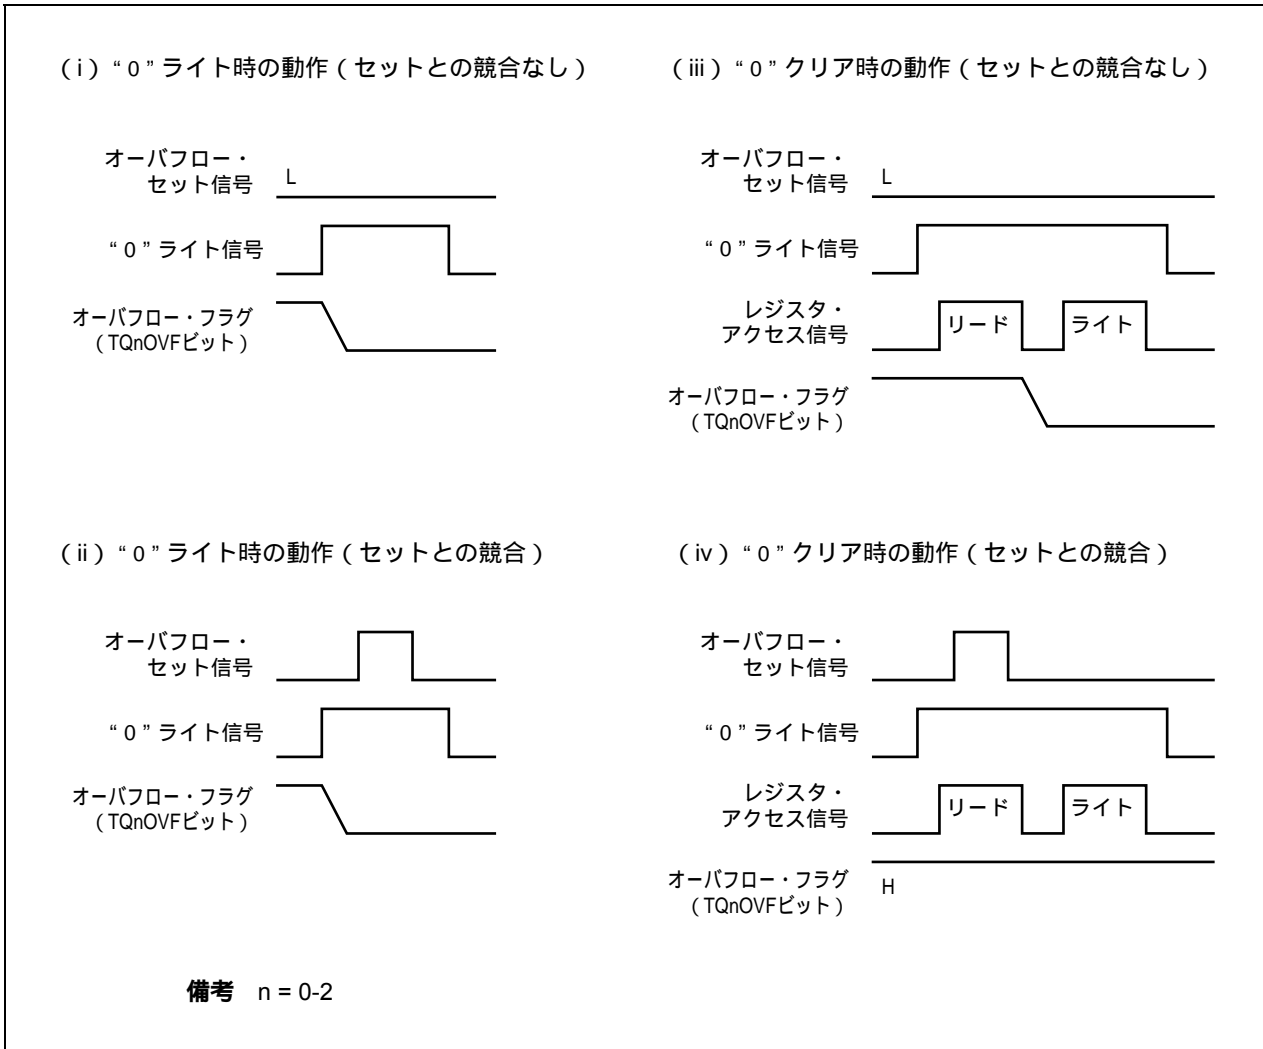 （i）“0”ライト時の動作（セットとの競合なし）
オーバフロー・
セット信号
L
“0”ライト信号
オーバフロー・フラグ
（TQnOVFビット）
（iii）“0”クリア時の動作（セットとの競合なし）
オーバフロー・
セット信号
L
“0”ライト信号
レジスタ・
アクセス信号
リード
ライト
オーバフロー・フラグ
（TQnOVFビット）
（ii）“0”ライト時の動作（セットとの競合）
オーバフロー・
セット信号
“0”ライト信号
オーバフロー・フラグ
（TQnOVFビット）
（iv）“0”クリア時の動作（セットとの競合）
オーバフロー・
セット信号
“0”ライト信号
レジスタ・
アクセス信号
リード
ライト
オーバフロー・フラグ
（TQnOVFビット）
H
備考　n = 0-2